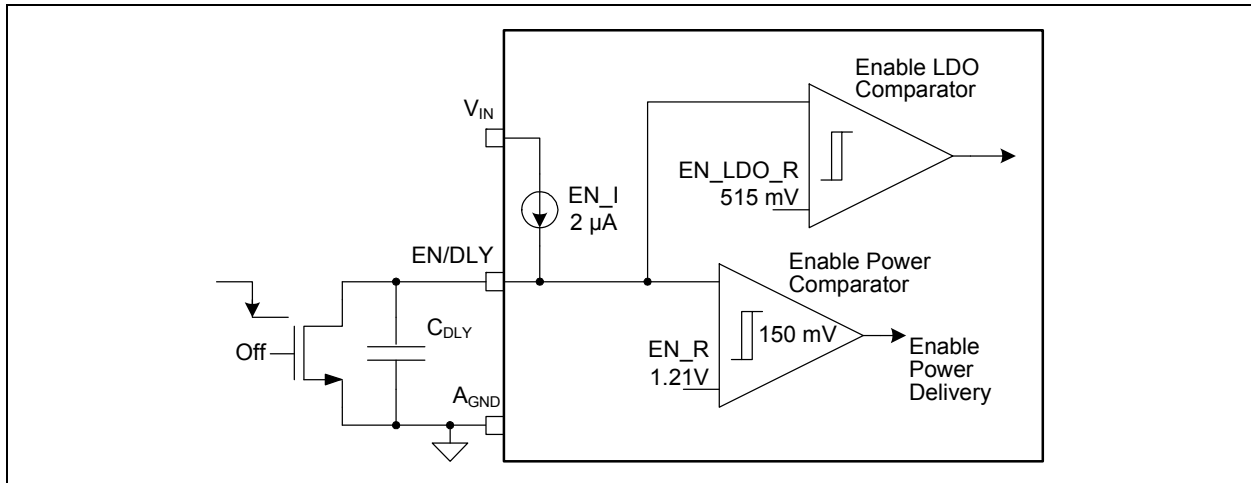 Enable LDO
Comparator
V_IN
EN_LDO_R
515 mV
EN_I
2 µA
EN/DLY
Enable Power
Comparator
C_DLY
150 mV
Off
EN_R
1.21V
Enable
Power
Delivery
A_GND